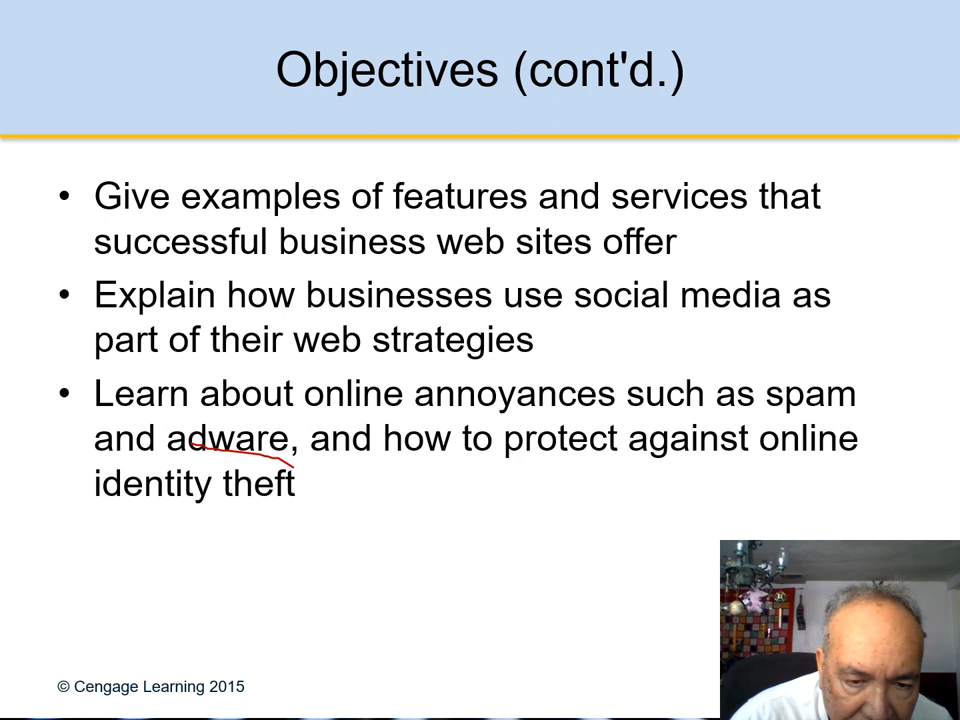 Objectives (cont'd.)
• Give examples of features and services that
successful business web sites offer
• Explain how businesses use social media as
part of their web strategies
• Learn about online annoyances such as spam
and adware, and how to protect against online
identity theft
© Cengage Learning 2015